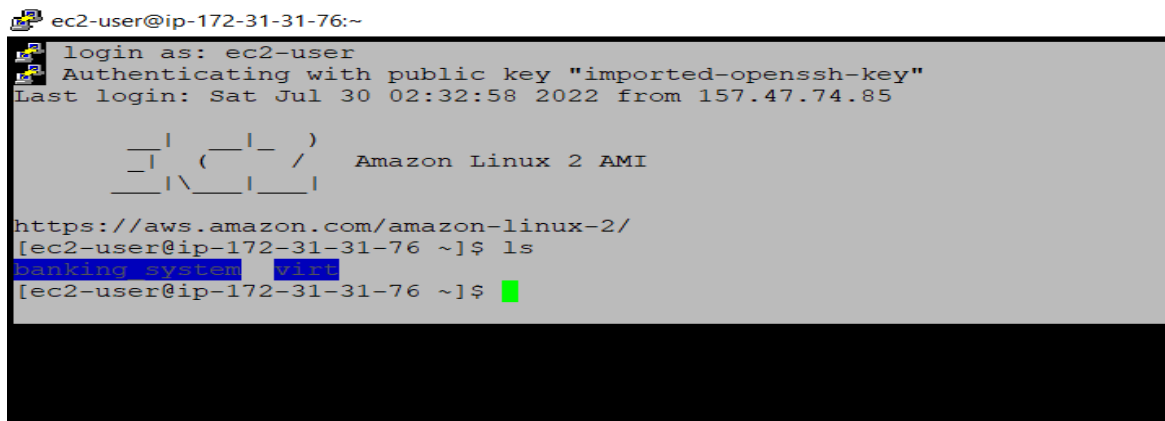 ec2-user@ip-172-31-31-76:~
login as: ec2-user
Authenticating with public key "imported-openssh-key"
Last login: Sat Jul 30 02:32:58 2022 from 157.47.74.85
       __|  __|_  )
       _|  (     /   Amazon Linux 2 AMI
      ___|\___|___|
https://aws.amazon.com/amazon-linux-2/
[ec2-user@ip-172-31-31-76 ~]$ ls
banking_system  virt
[ec2-user@ip-172-31-31-76 ~]$